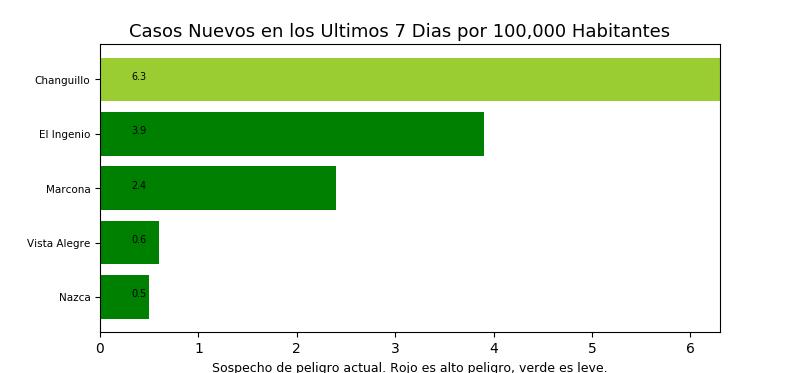 Casos Nuevos en los Ultimos 7 Dias por 100,000 Habitantes
Changuillo 6.3
El Ingenio 3.9
Marcona 2.4
Vista Alegre 0.6
Nazca 0.5
0 1 2 3 4 5 6
Sospecho de peligro actual. Rojo es alto peligro, verde es leve.